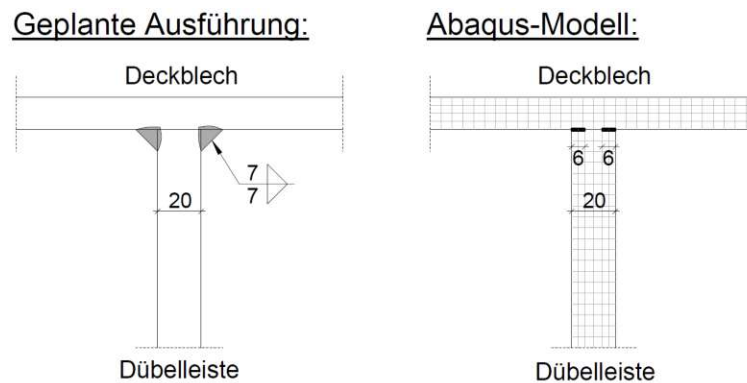 Geplante Ausführung:
Deckblech
7
7
20
Dübelleiste
Abaqus-Modell:
Deckblech
6 6
20
Dübelleiste